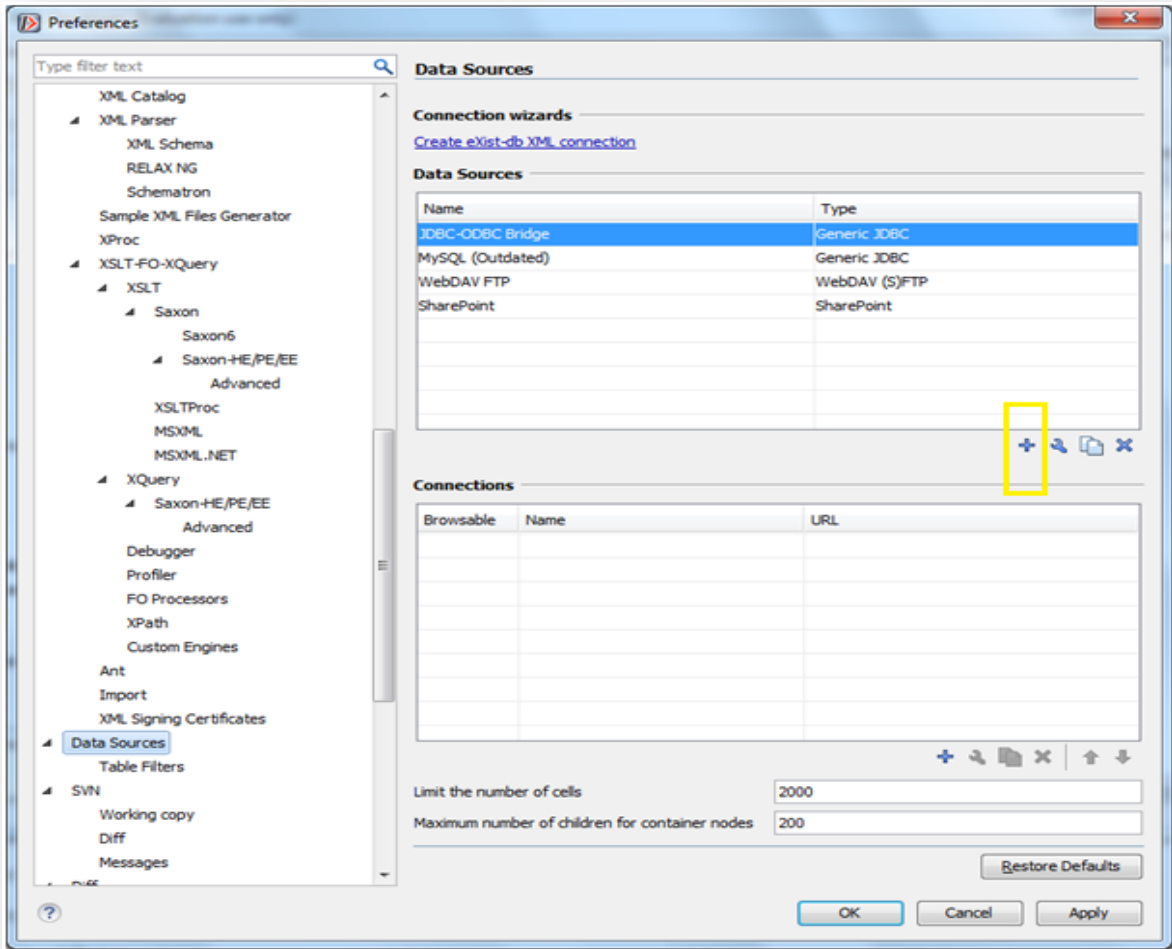 Preferences
Type filter text
XML Catalog
XML Parser
XML Schema
RELAX NG
Schematron
Sample XML Files Generator
XProc
XSLT-FO-XQuery
XSLT
Saxon
Saxon6
Saxon-HE/PE/EE
Advanced
XSLTProc
MSXML
MSXML.NET
XQuery
Saxon-HE/PE/EE
Advanced
Debugger
Profiler
FO Processors
XPath
Custom Engines
Ant
Import
XML Signing Certificates
Data Sources
Table Filters
SVN
Working copy
Diff
Messages
Diff
Data Sources
Connection wizards
Create eXist-db XML connection
Data Sources
Name Type
JDBC-ODBC Bridge Generic JDBC
MySQL (Outdated) Generic JDBC
WebDAV FTP WebDAV (S)FTP
SharePoint SharePoint
Connections
Browsable Name URL
Limit the number of cells 2000
Maximum number of children for container nodes 200
Restore Defaults
OK Cancel Apply